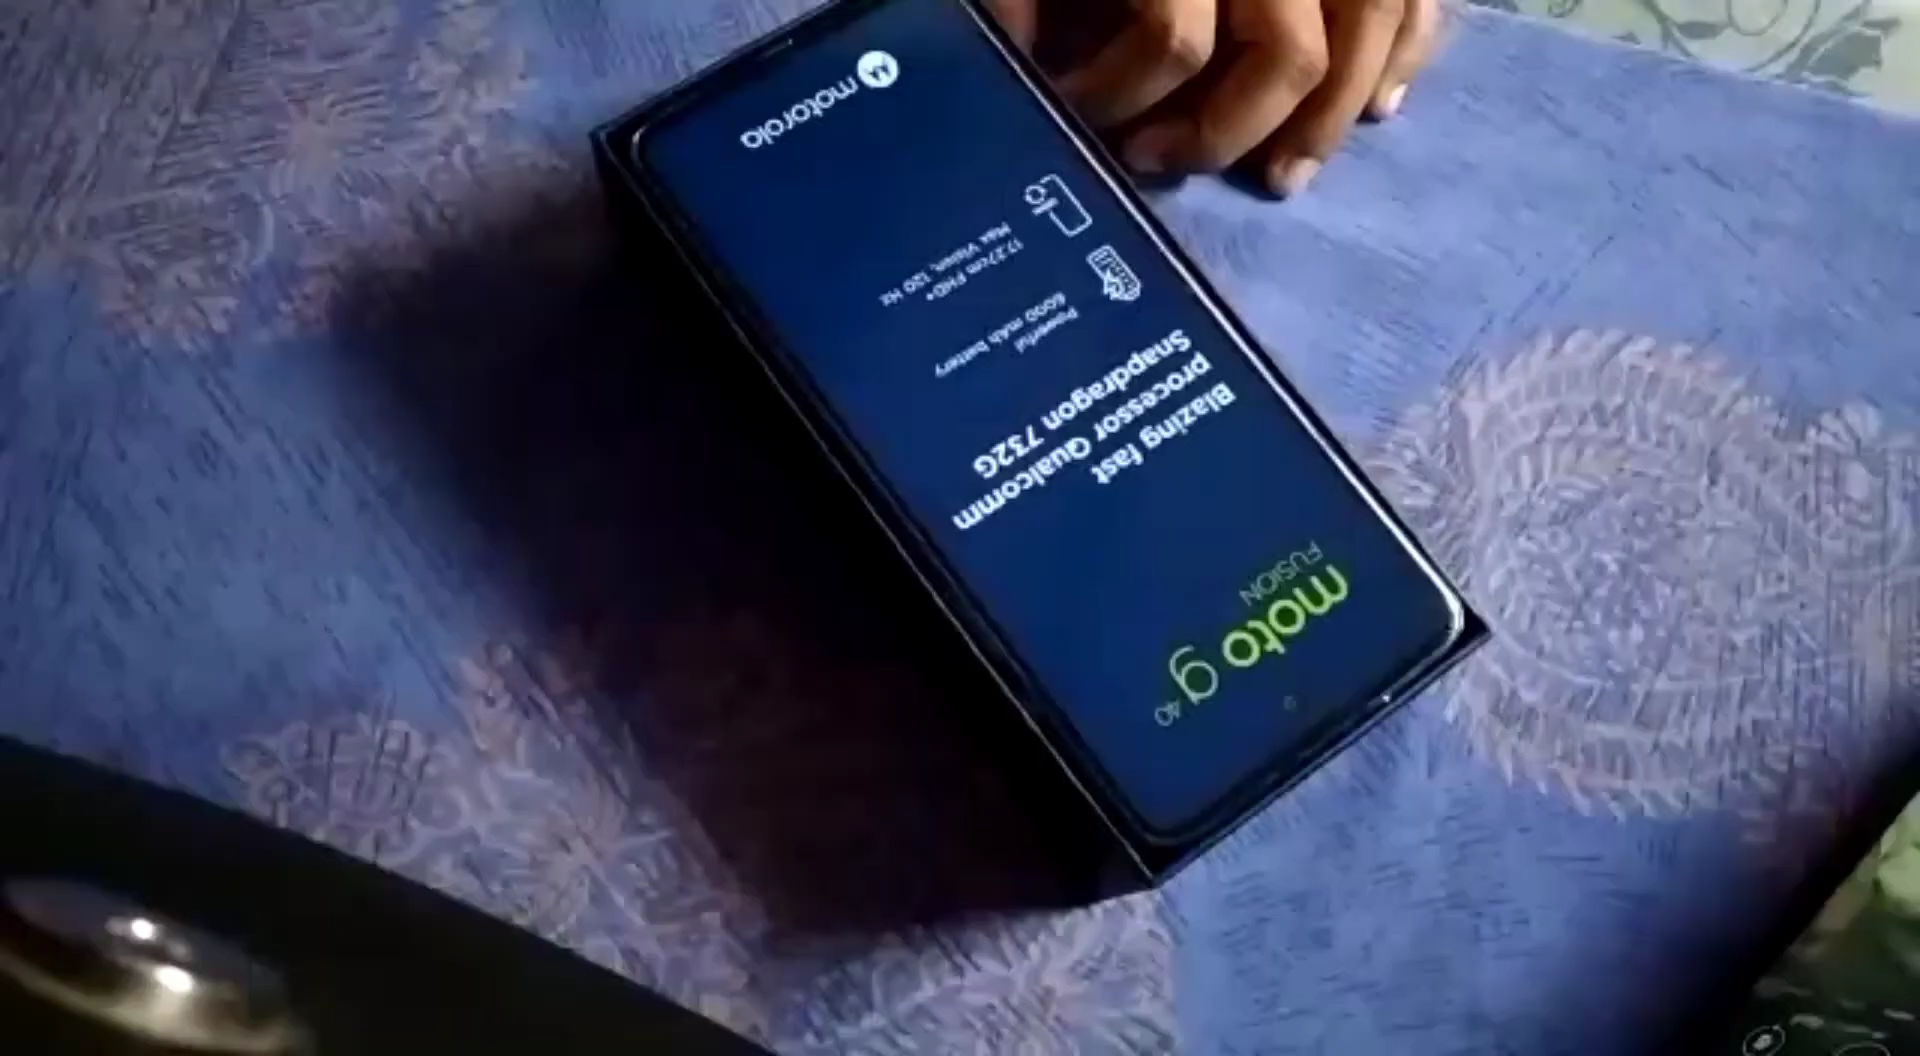 moto g 40
FUSION
Blazing fast
processor Qualcomm
Snapdragon 732G
Powerful
6000 mAh battery
17.27cm FHD+
Max Vision, 120 Hz
motorola